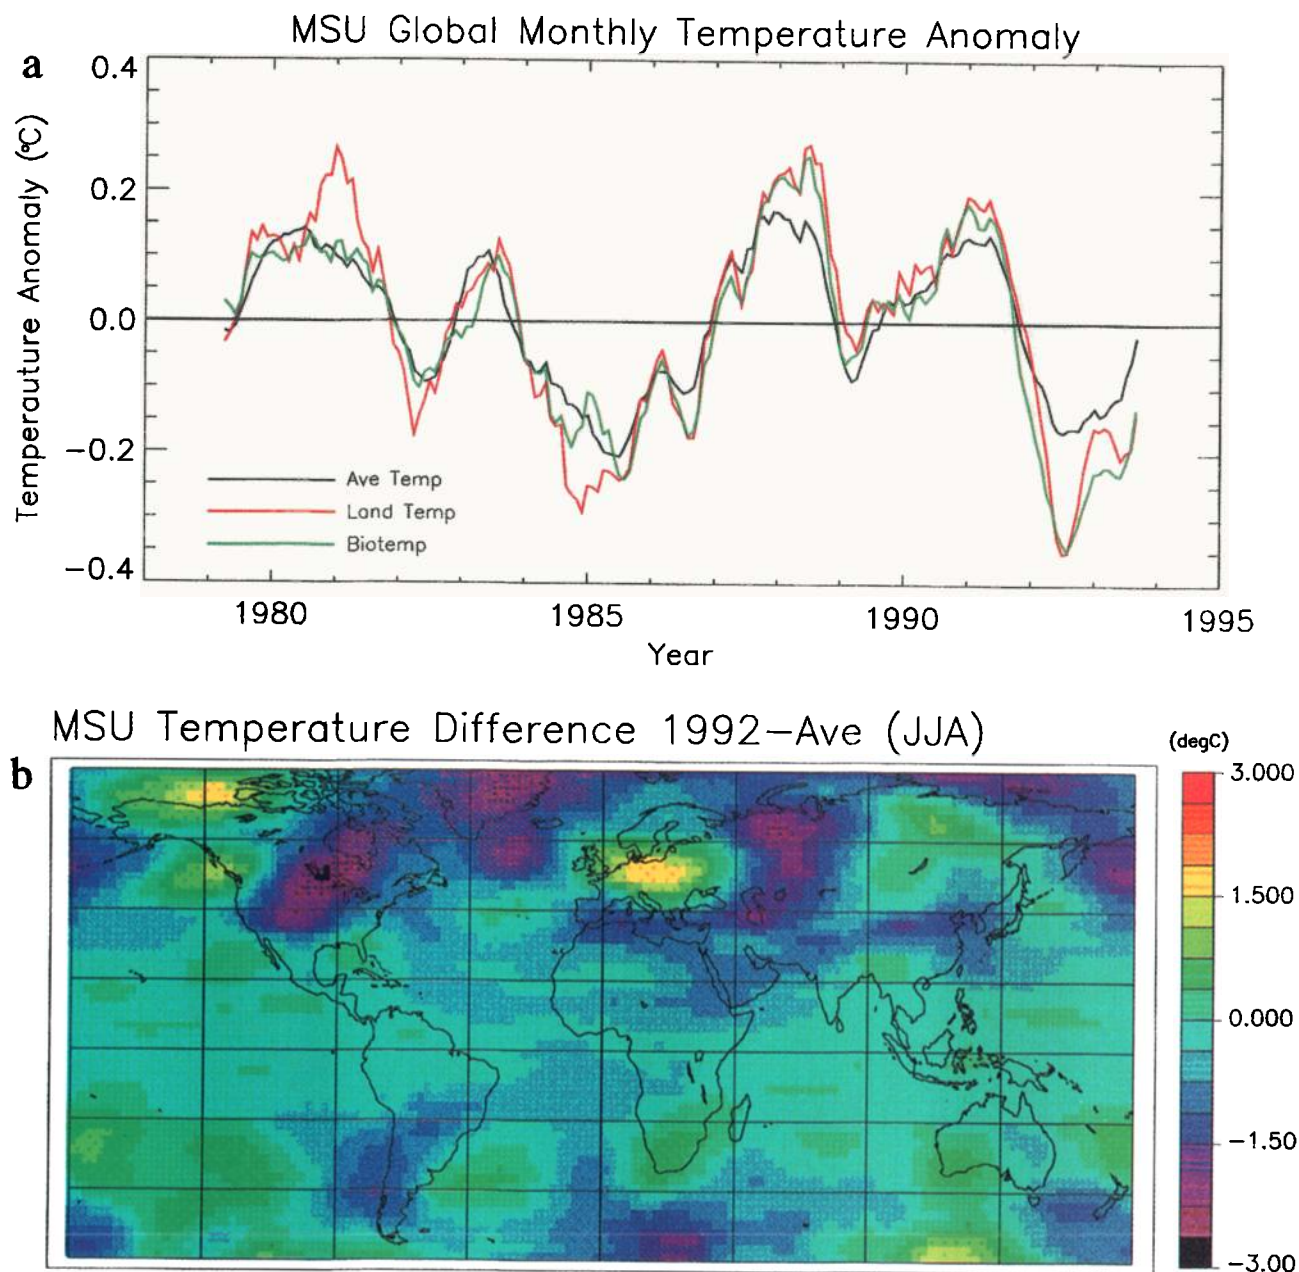 MSU Global Monthly Temperature Anomaly
a
0.4
0.2
0.0
−0.2
−0.4
Temperauture Anomaly (°C)
Ave Temp
Land Temp
Biotemp
1980 1985 1990 1995
Year
MSU Temperature Difference 1992−Ave (JJA)
(degC)
b
3.000
1.500
0.000
−1.50
−3.00